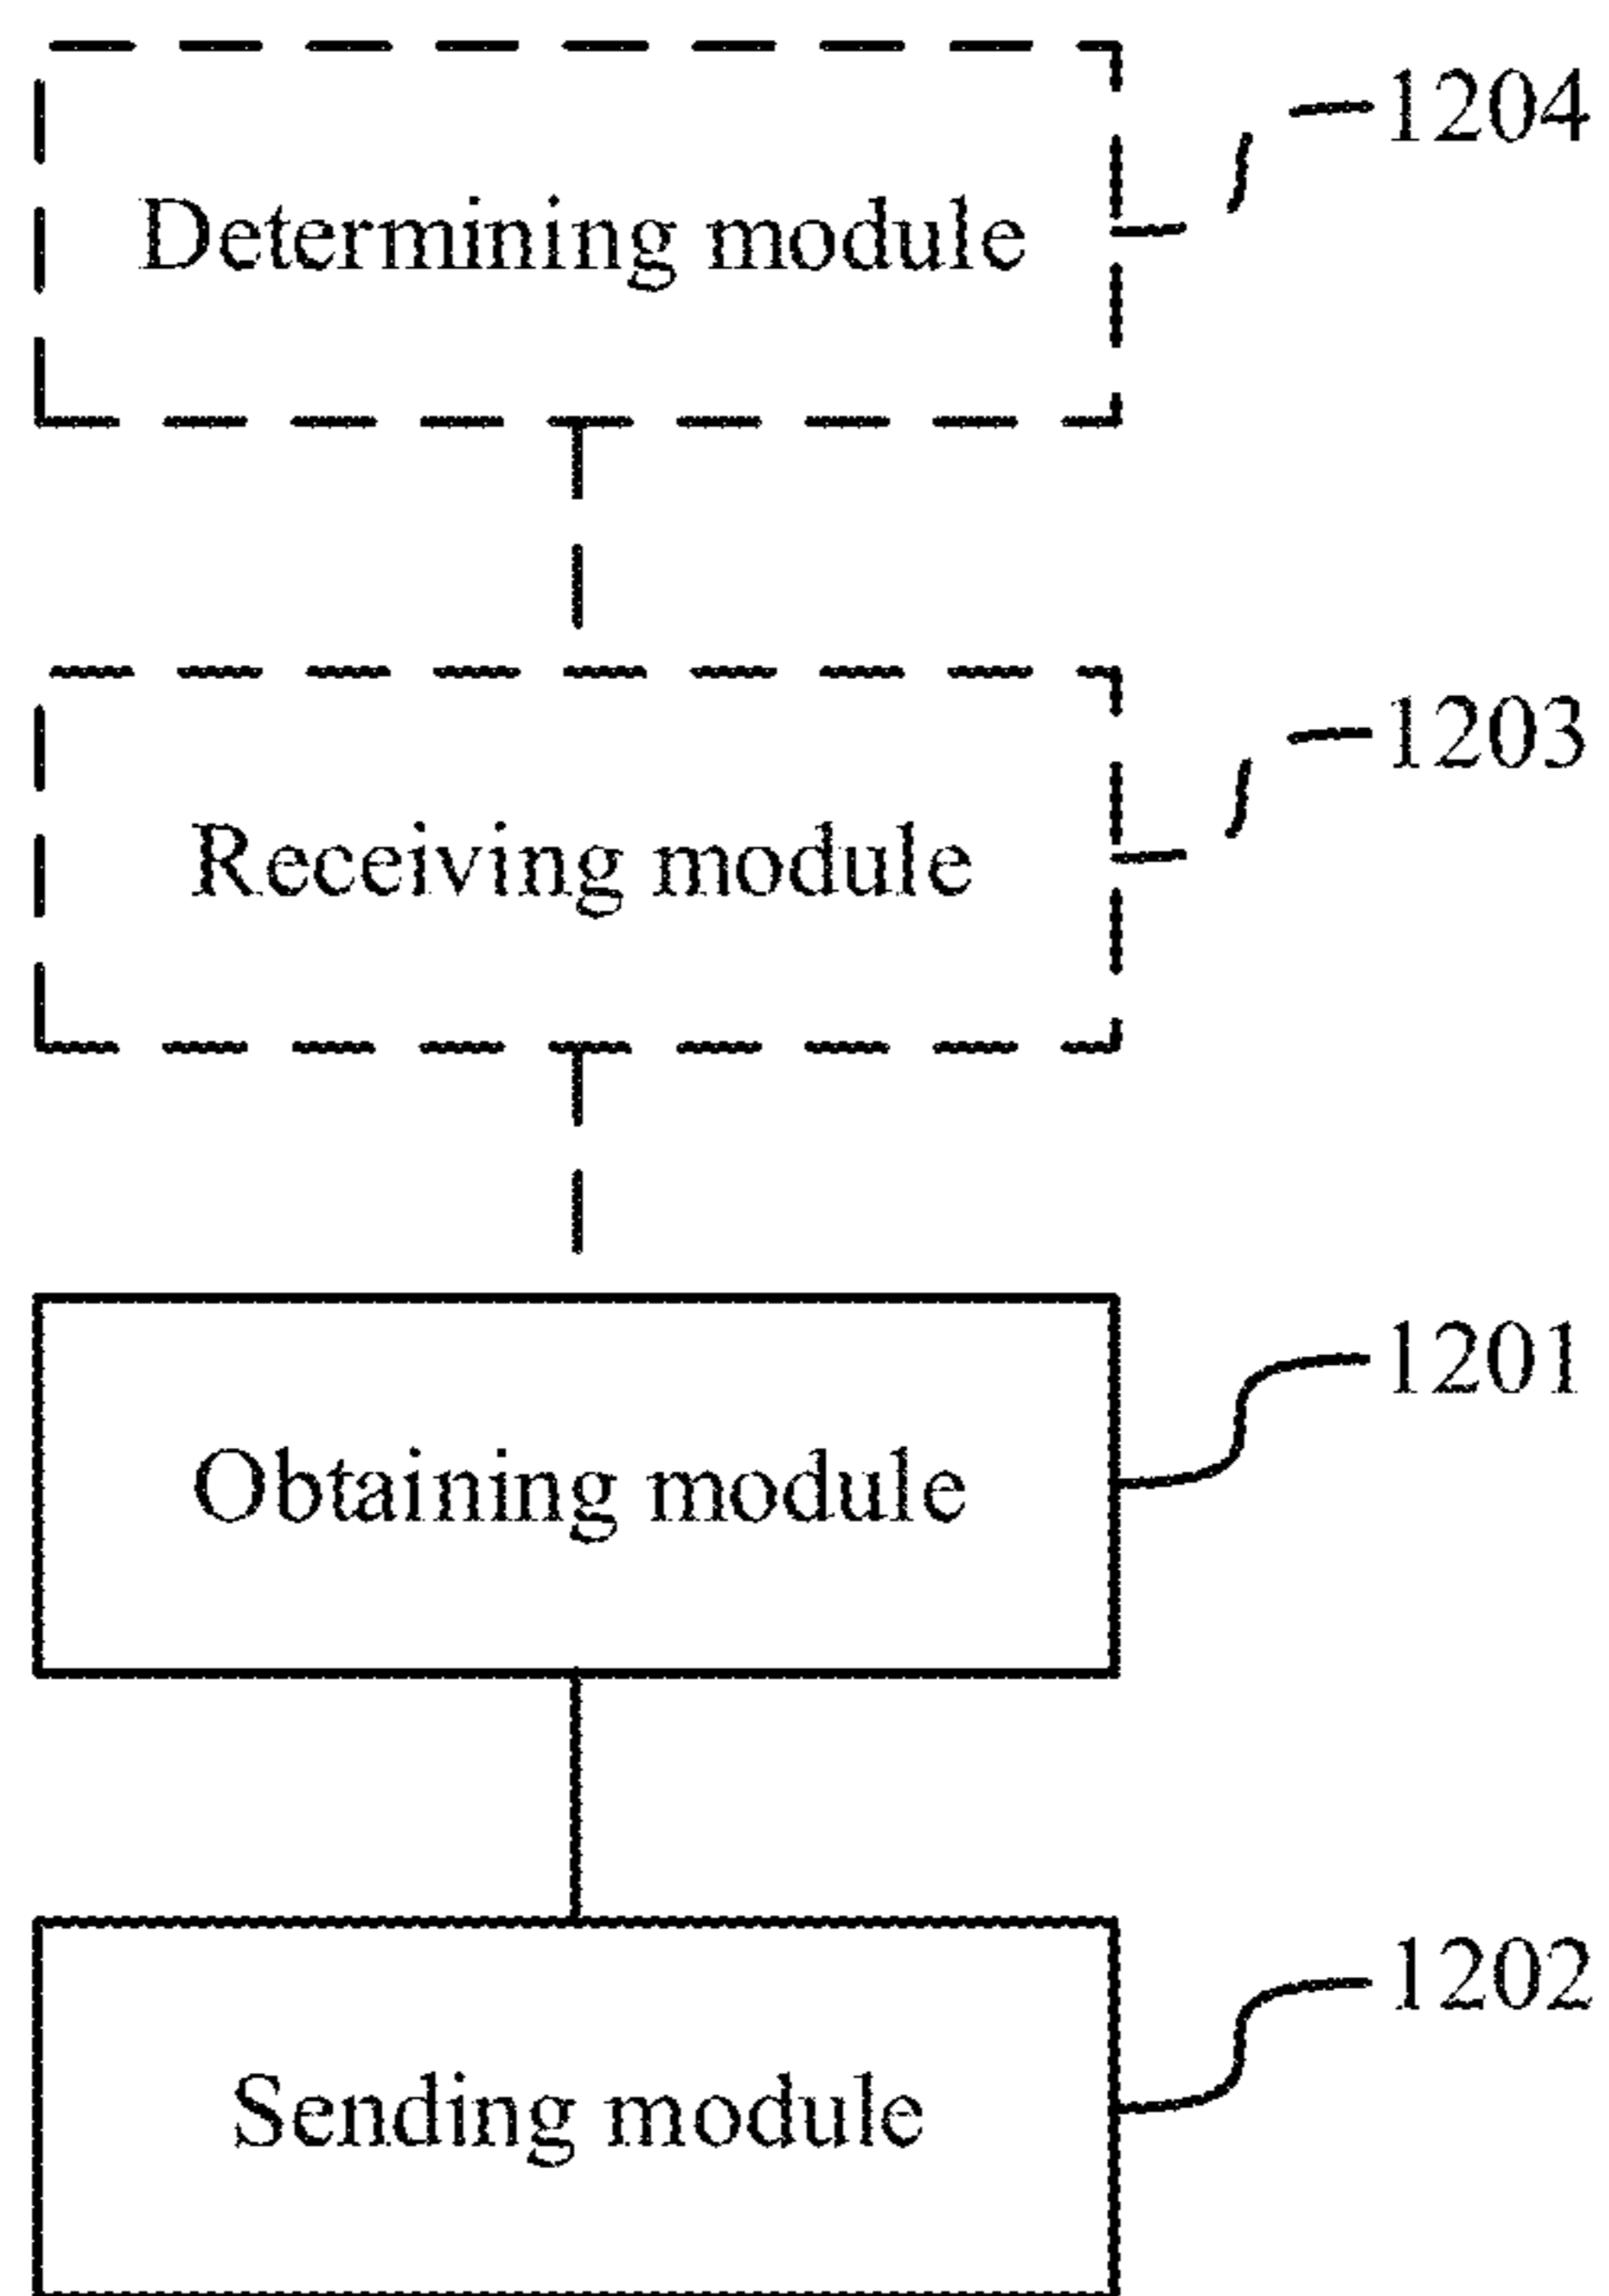 1204
Determining module
1203
Receiving module
1201
Obtaining module
1202
Sending module